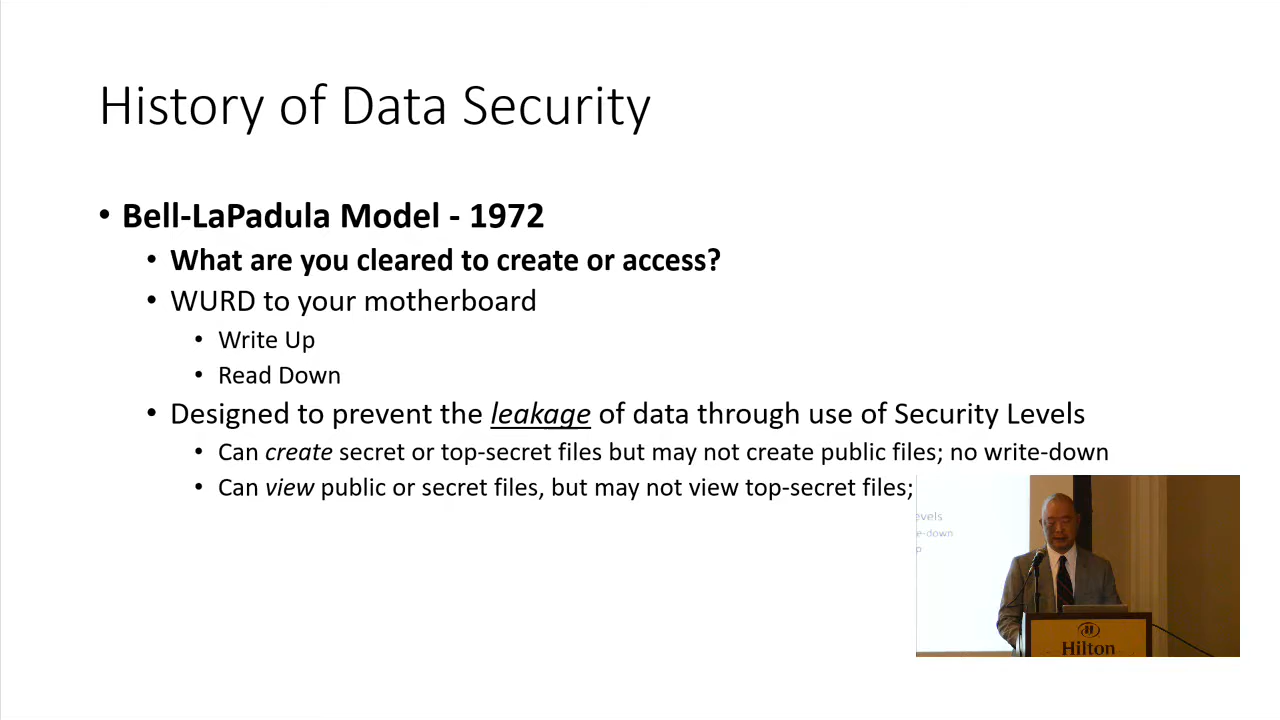 History of Data Security
• Bell-LaPadula Model - 1972
• What are you cleared to create or access?
• WURD to your motherboard
• Write Up
• Read Down
• Designed to prevent the leakage of data through use of Security Levels
• Can create secret or top-secret files but may not create public files; no write-down
• Can view public or secret files, but may not view top-secret files;
evels
e-down
p
Hilton